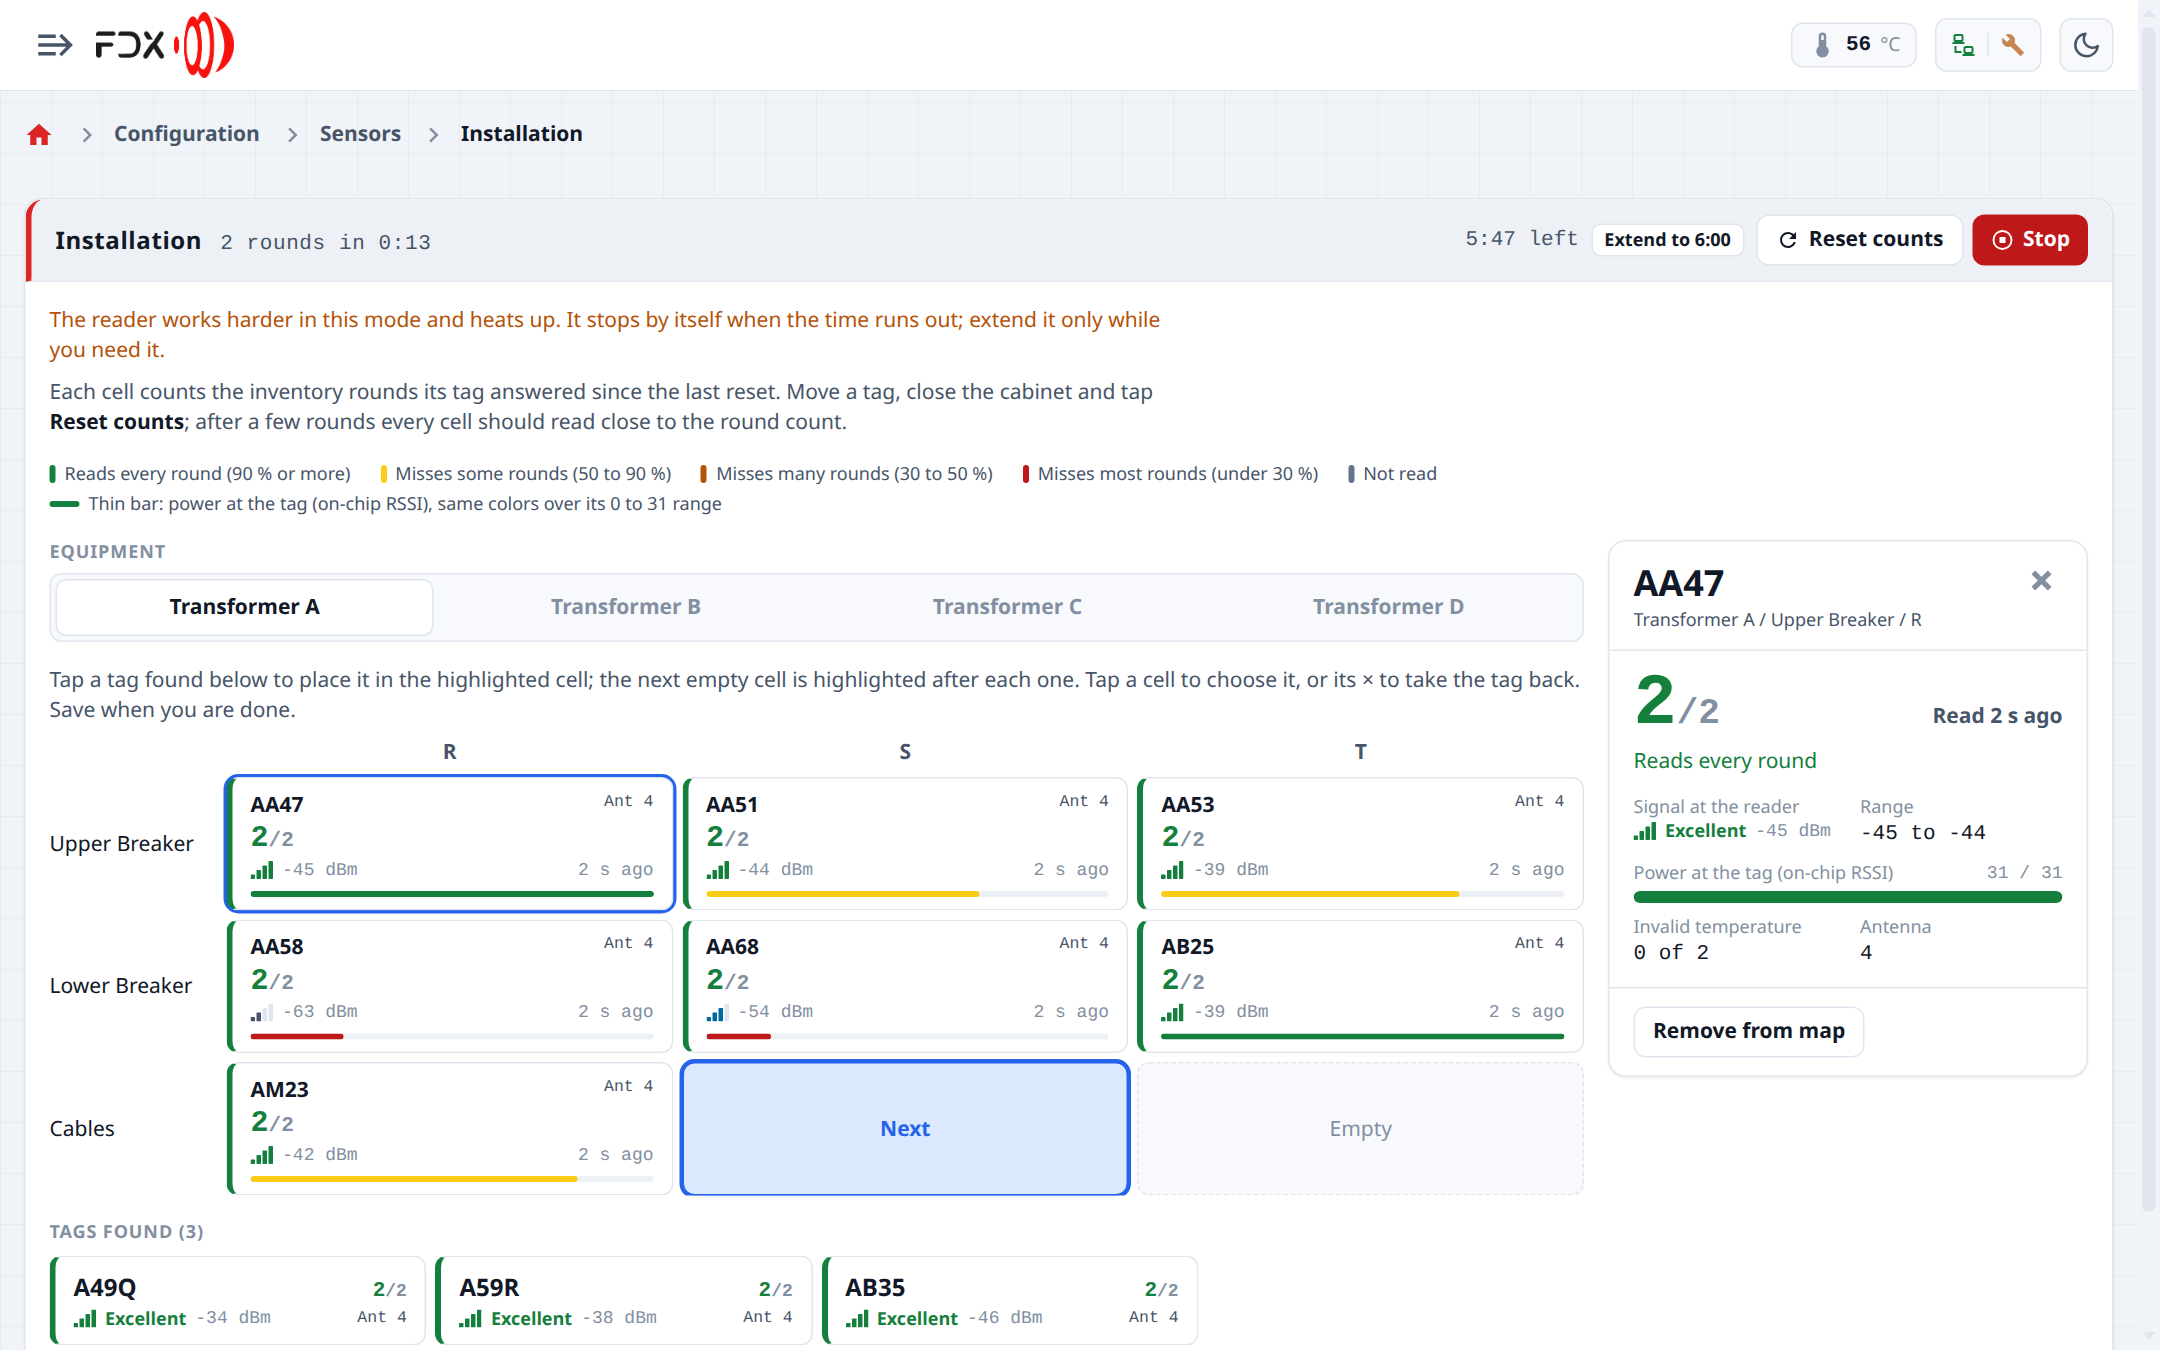 FDX
56 °C
Configuration > Sensors > Installation
Installation 2 rounds in 0:13
5:47 left Extend to 6:00 Reset counts Stop
The reader works harder in this mode and heats up. It stops by itself when the time runs out; extend it only while
you need it.
Each cell counts the inventory rounds its tag answered since the last reset. Move a tag, close the cabinet and tap
Reset counts; after a few rounds every cell should read close to the round count.
Reads every round (90 % or more) Misses some rounds (50 to 90 %) Misses many rounds (30 to 50 %) Misses most rounds (under 30 %) Not read
Thin bar: power at the tag (on-chip RSSI), same colors over its 0 to 31 range
EQUIPMENT
Transformer A Transformer B Transformer C Transformer D
Tap a tag found below to place it in the highlighted cell; the next empty cell is highlighted after each one. Tap a cell to choose it, or its × to take the tag back.
Save when you are done.
R S T
Upper Breaker
AA47 Ant 4
2/2
-45 dBm 2 s ago
AA51 Ant 4
2/2
-44 dBm 2 s ago
AA53 Ant 4
2/2
-39 dBm 2 s ago
Lower Breaker
AA58 Ant 4
2/2
-63 dBm 2 s ago
AA68 Ant 4
2/2
-54 dBm 2 s ago
AB25 Ant 4
2/2
-39 dBm 2 s ago
Cables
AM23 Ant 4
2/2
-42 dBm 2 s ago
Next
Empty
TAGS FOUND (3)
A49Q 2/2
Excellent -34 dBm Ant 4
A59R 2/2
Excellent -38 dBm Ant 4
AB35 2/2
Excellent -46 dBm Ant 4
AA47
Transformer A / Upper Breaker / R
2/2 Read 2 s ago
Reads every round
Signal at the reader Range
Excellent -45 dBm -45 to -44
Power at the tag (on-chip RSSI) 31 / 31
Invalid temperature Antenna
0 of 2 4
Remove from map